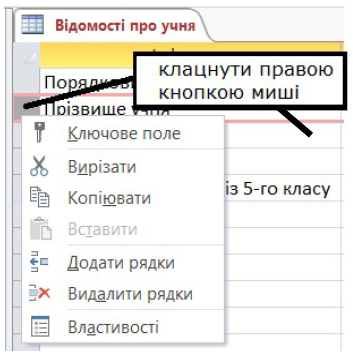 Відомості про учня
клацнути правою
кнопкою миші
Прізвище учня
Ключове поле
Вирізати
Копіювати
із 5-го класу
Вставити
Додати рядки
Видалити рядки
Властивості